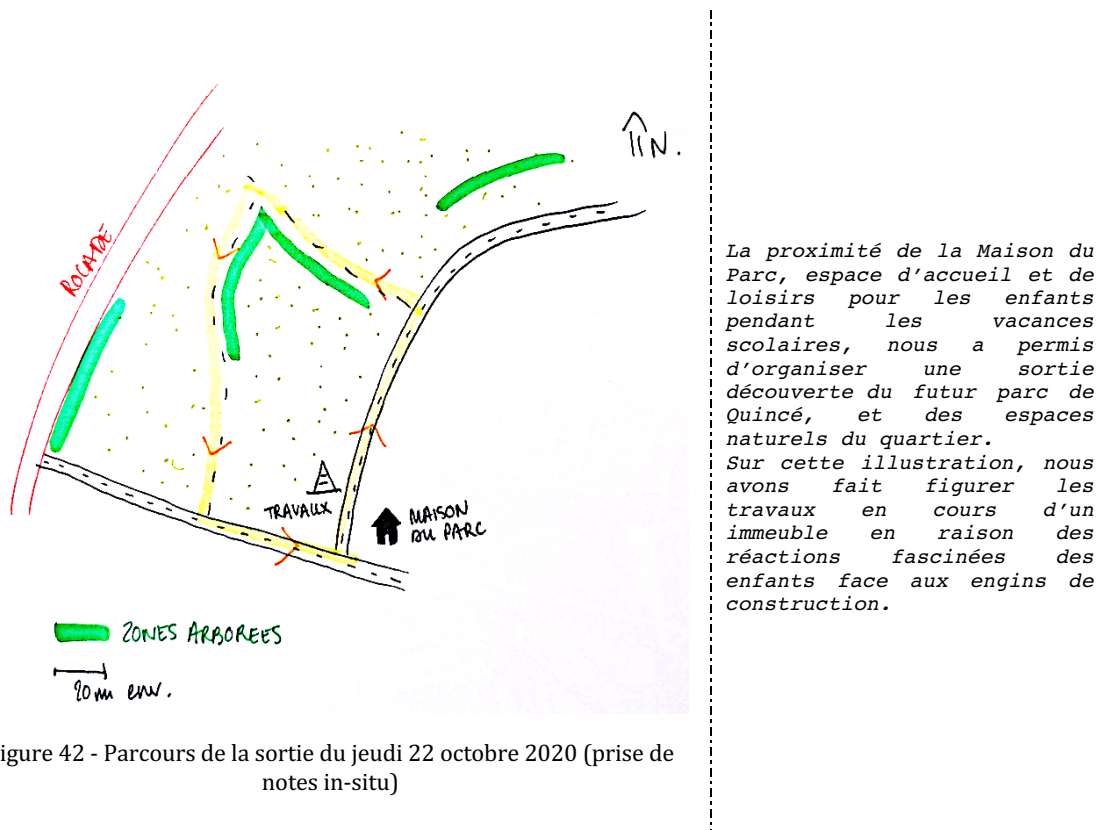 N.
ROCADE
TRAVAUX
MAISON
DU PARC
ZONES ARBOREES
20 m env.
igure 42 - Parcours de la sortie du jeudi 22 octobre 2020 (prise de
notes in-situ)
La proximité de la Maison du
Parc, espace d'accueil et de
loisirs pour les enfants
pendant les vacances
scolaires, nous a permis
d'organiser une sortie
découverte du futur parc de
Quincé, et des espaces
naturels du quartier.
Sur cette illustration, nous
avons fait figurer les
travaux en cours d'un
immeuble en raison des
réactions fascinées des
enfants face aux engins de
construction.